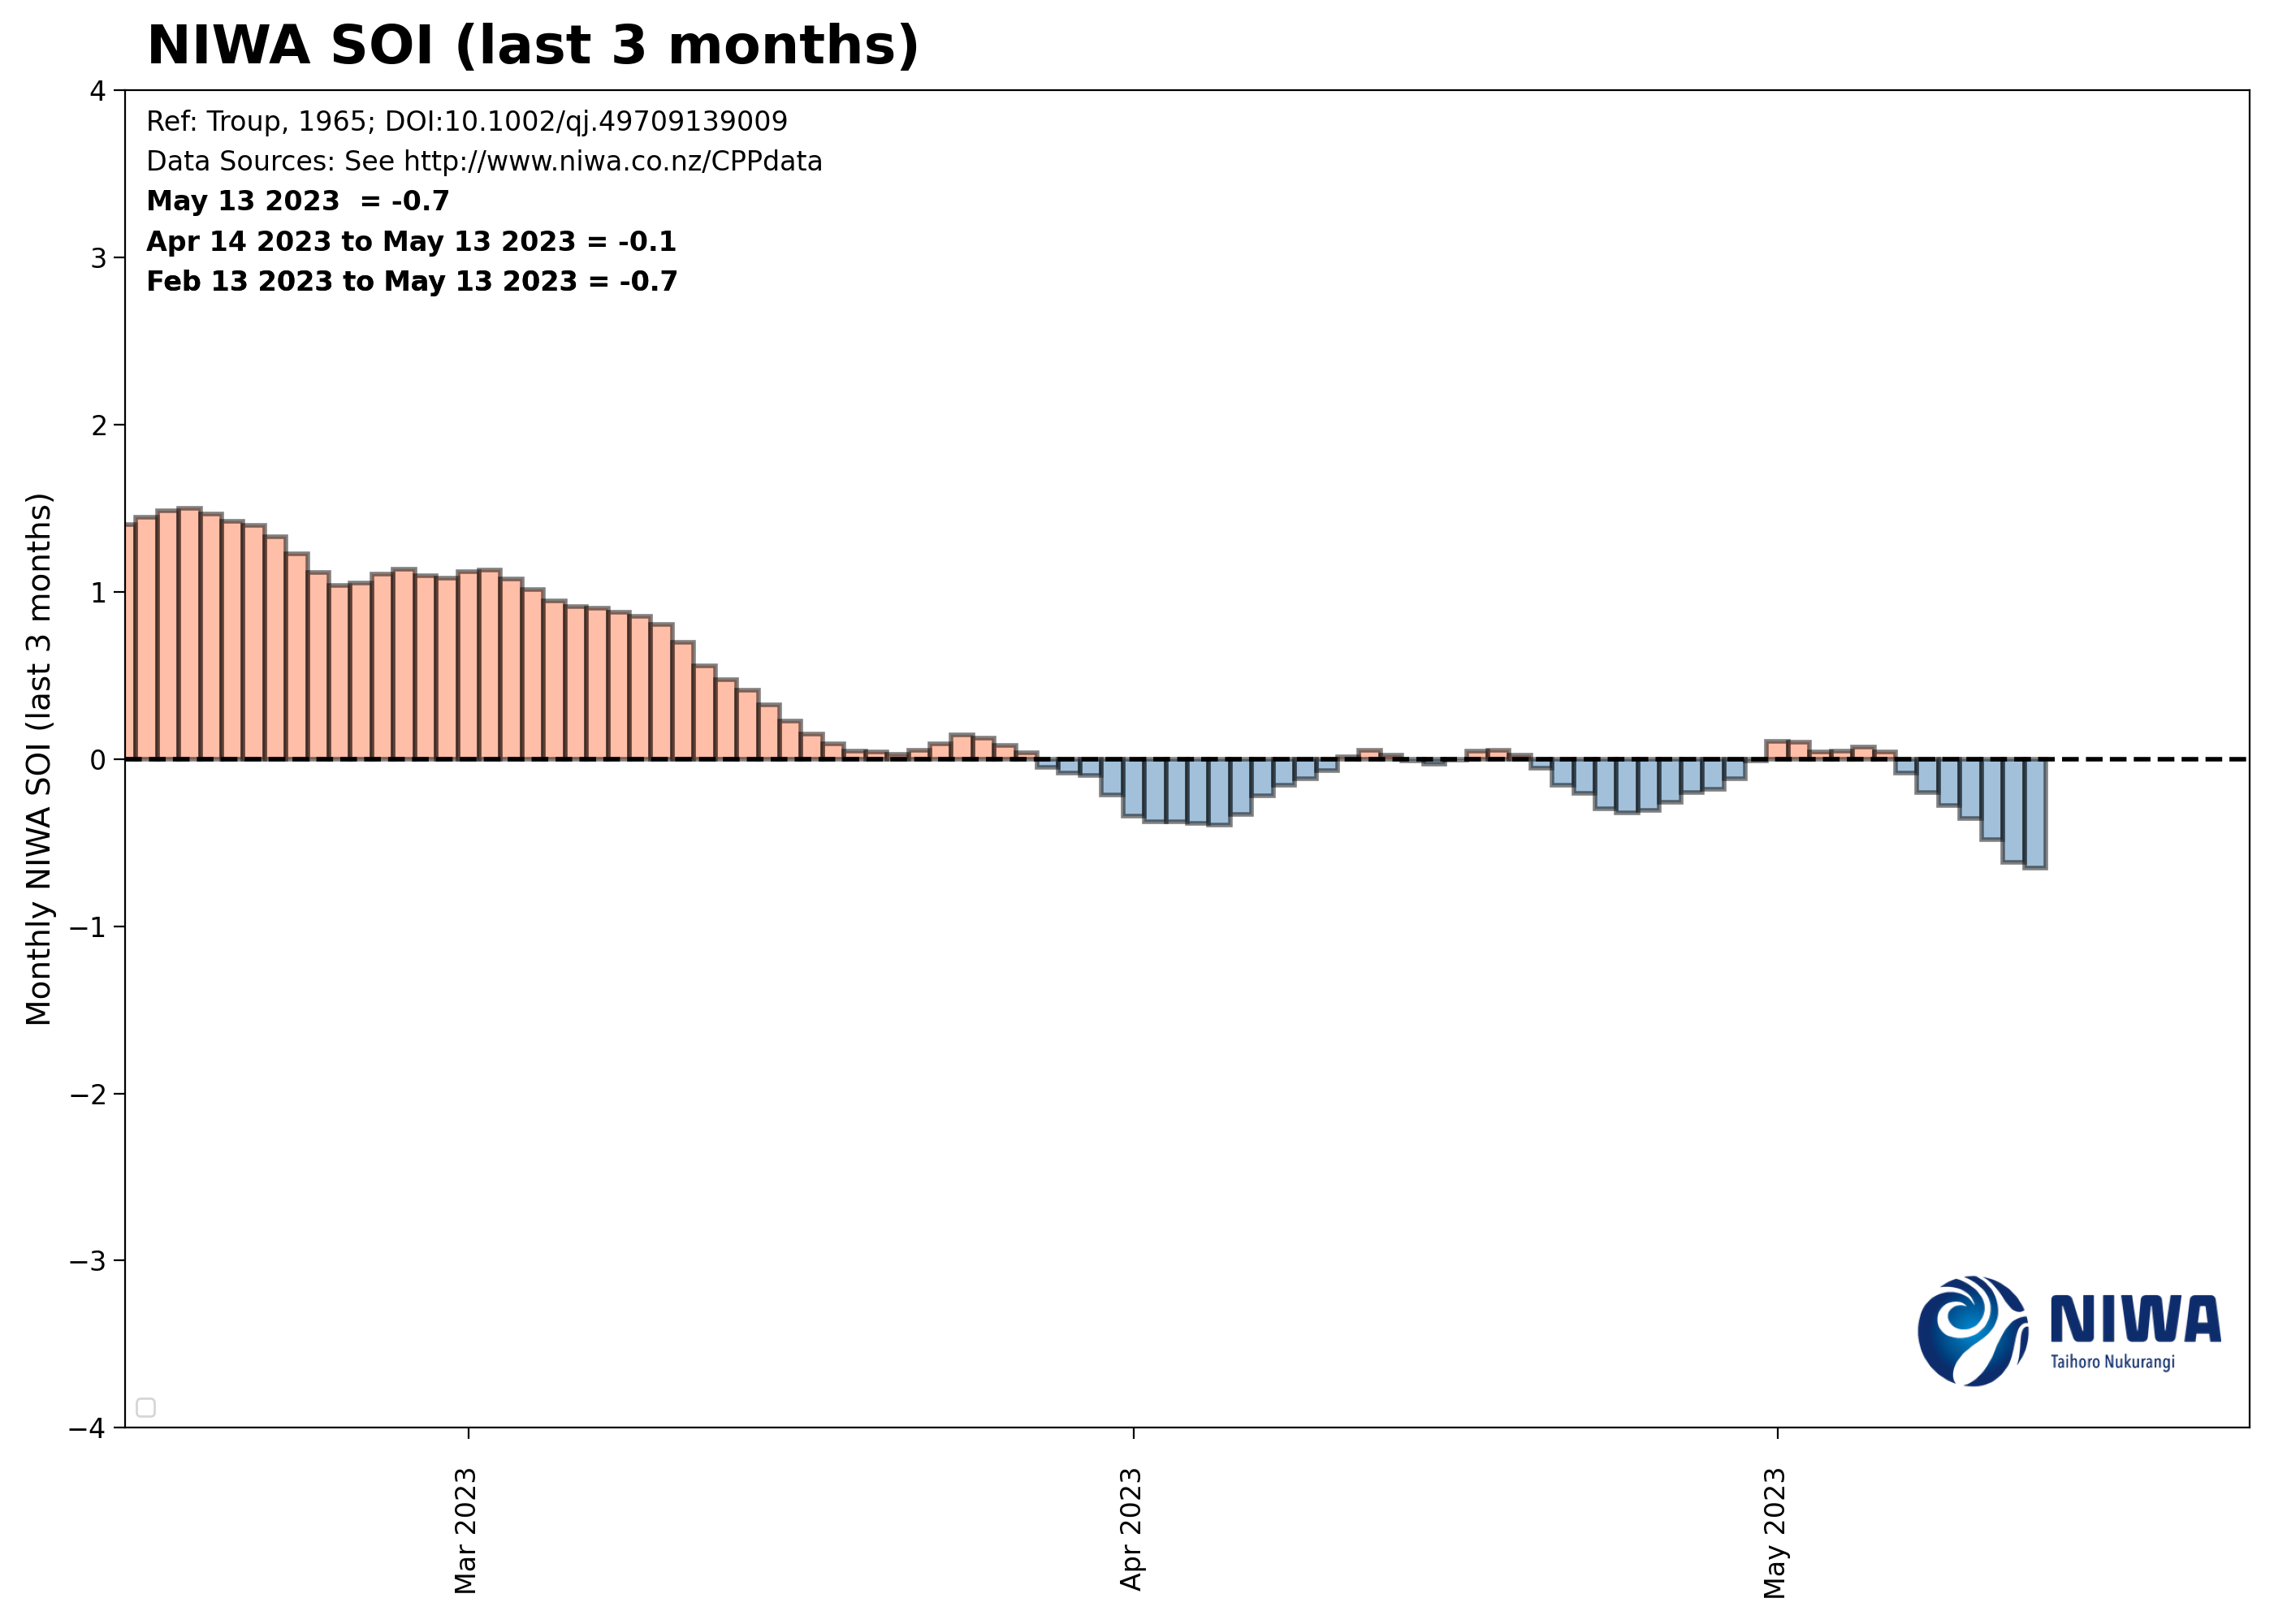 NIWA SOI (last 3 months)
Ref: Troup, 1965; DOI:10.1002/qj.49709139009
Data Sources: See http://www.niwa.co.nz/CPPdata
May 13 2023  = -0.7
Apr 14 2023 to May 13 2023 = -0.1
Feb 13 2023 to May 13 2023 = -0.7
Monthly NIWA SOI (last 3 months)
4
3
2
1
0
−1
−2
−3
−4
Mar 2023
Apr 2023
May 2023
NIWA
Taihoro Nukurangi